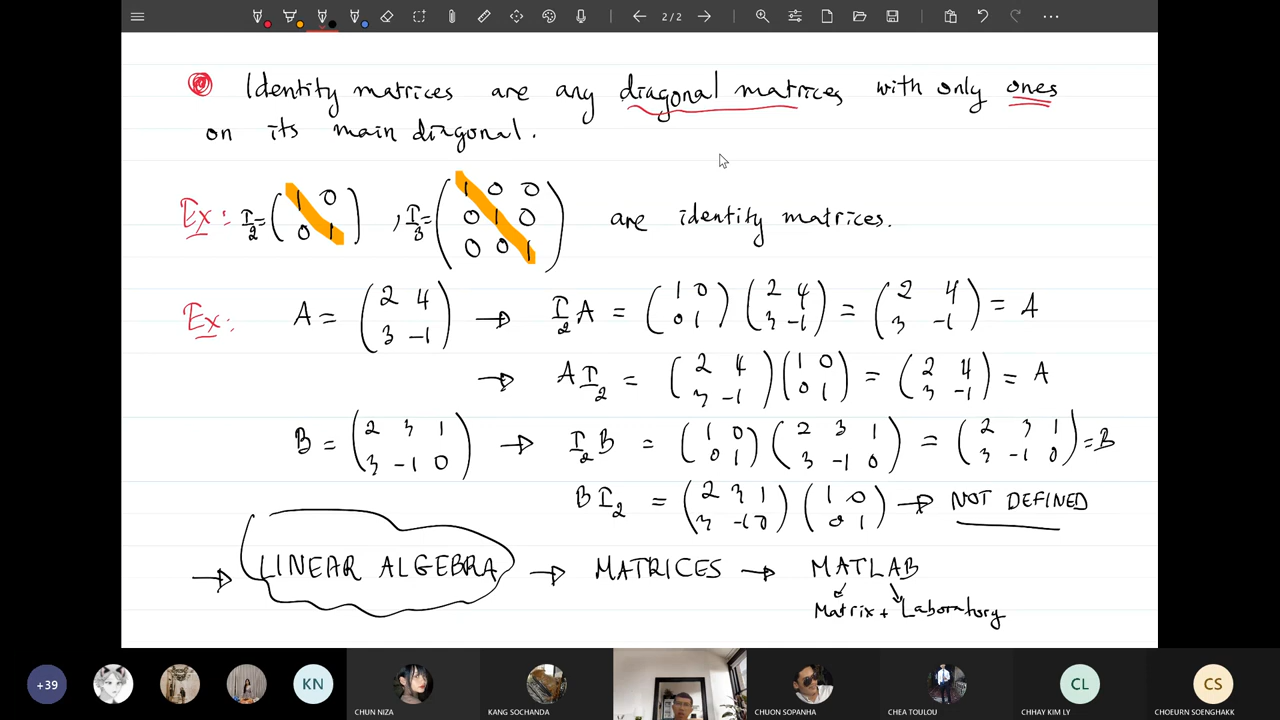 2/2
Identity matrices are any diagonal matrices with only ones
on its main diagonal.
Ex: I2 = (1 0
0 1) , I3 = (1 0 0
0 1 0
0 0 1) are identity matrices.
Ex: A = (2 4
3 -1) → I2 A = (1 0
0 1) (2 4
3 -1) = (2 4
3 -1) = A
→ A I2 = (2 4
3 -1) (1 0
0 1) = (2 4
3 -1) = A
B = (2 3 1
3 -1 0) → I2 B = (1 0
0 1) (2 3 1
3 -1 0) = (2 3 1
3 -1 0) = B
B I2 = (2 3 1
3 -1 0) (1 0
0 1) → NOT DEFINED
→ LINEAR ALGEBRA → MATRICES → MATLAB
Matrix + Laboratory
+39
KN
CL
CS
CHUN NIZA
KANG SOCHANDA
CHUON SOPANHA
CHEA TOULOU
CHHAY KIM LY
CHOEURN SOENGHAKK